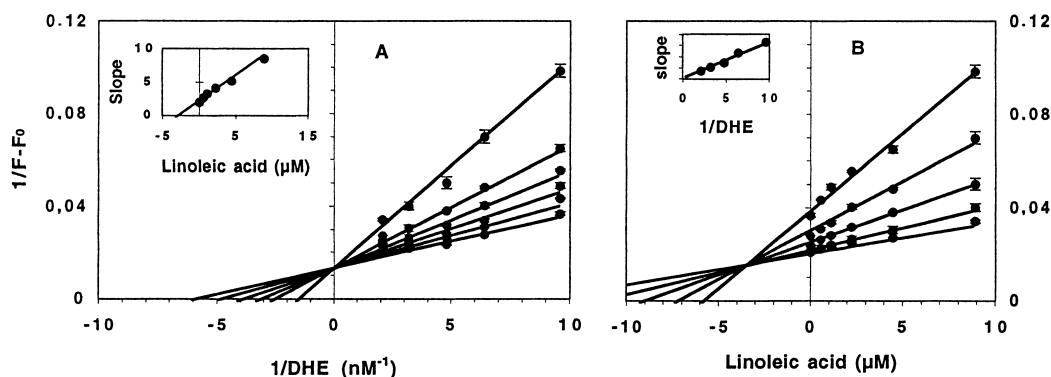 0.12
0.08
0,04
0
1/F-F₀
A
10
5
0
Slope
-5 5 15
Linoleic acid (µM)
-10 -5 0 5 10
1/DHE (nM⁻¹)
B
slope
0 5 10
1/DHE
0.12
0.08
0,04
0
-10 -5 0 5 10
Linoleic acid (µM)